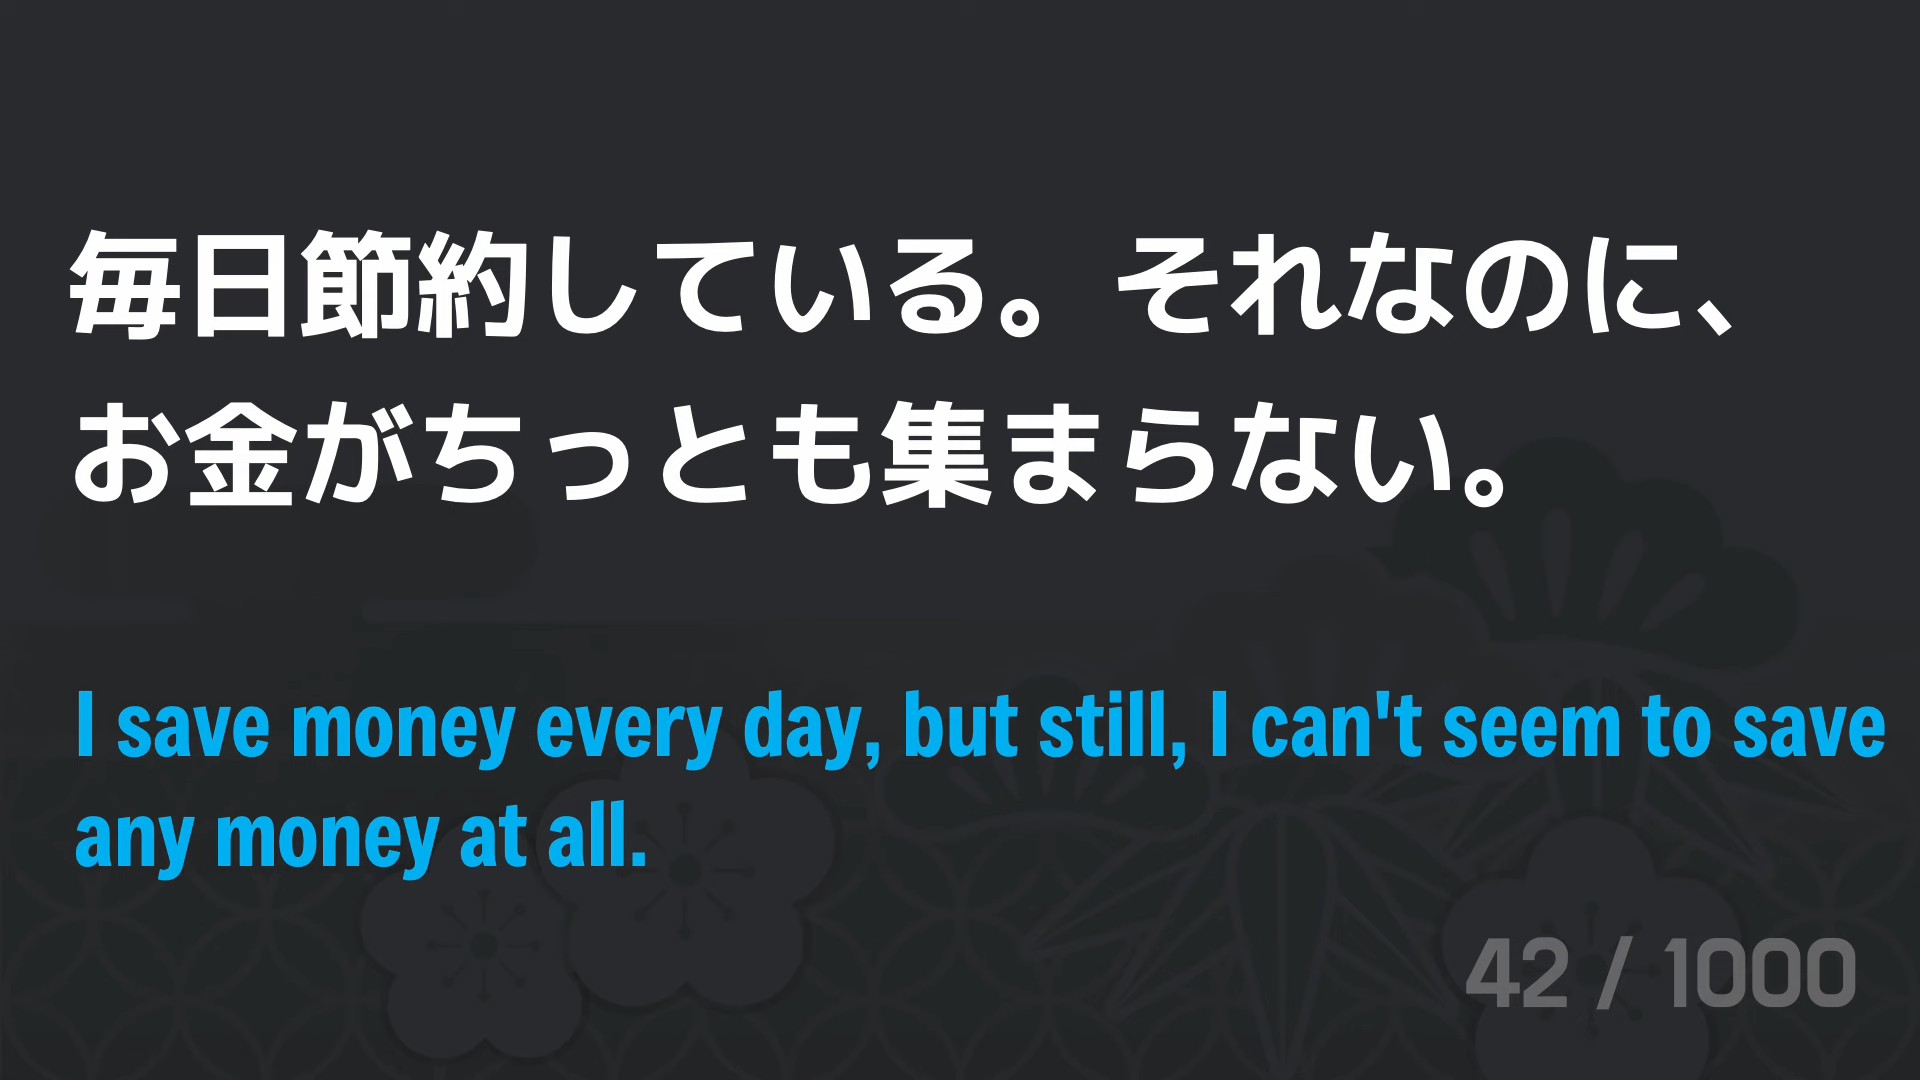 毎日節約している。それなのに、
お金がちっとも集まらない。
I save money every day, but still, I can't seem to save
any money at all.
42 / 1000